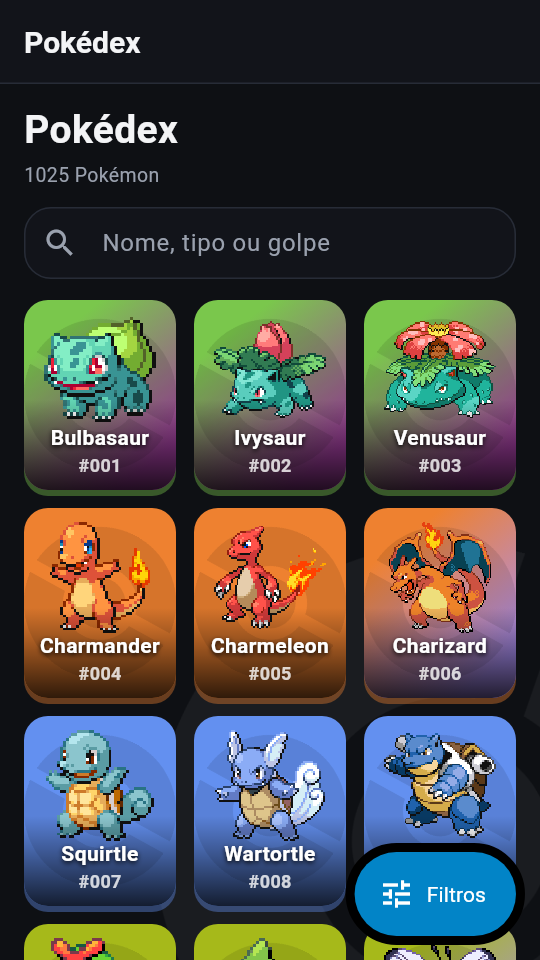 Pokédex
Pokédex
1025 Pokémon
Nome, tipo ou golpe
Bulbasaur
#001
Ivysaur
#002
Venusaur
#003
Charmander
#004
Charmeleon
#005
Charizard
#006
Squirtle
#007
Wartortle
#008
Filtros